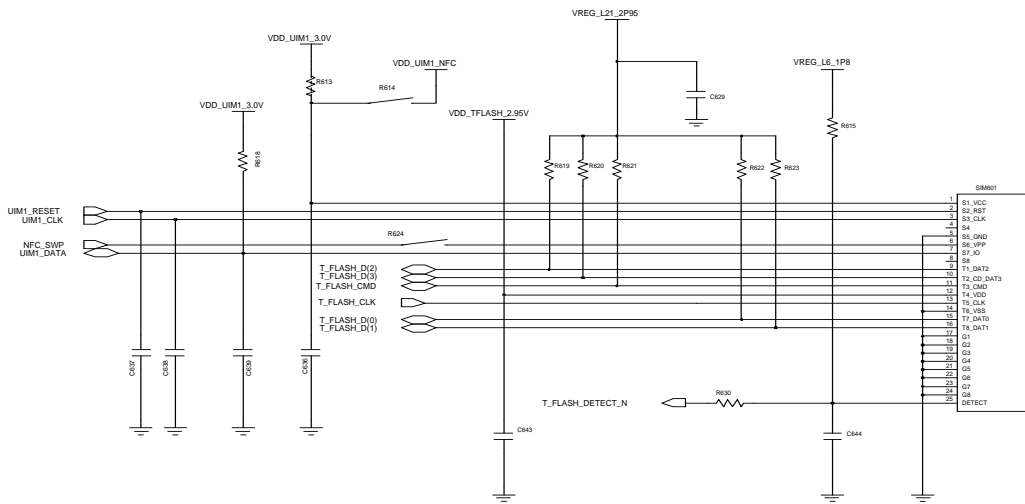 VREG_L21_2P95
VDD_UIM1_3.0V
VDD_UIM1_NFC
VREG_L6_1P8
R613
R614
C629
VDD_UIM1_3.0V
VDD_TFLASH_2.95V
R615
R618
R619
R620
R621
R622
R623
SIM601
UIM1_RESET
UIM1_CLK
NFC_SWP
UIM1_DATA
R624
T_FLASH_D(2)
T_FLASH_D(3)
T_FLASH_CMD
T_FLASH_CLK
T_FLASH_D(0)
T_FLASH_D(1)
1 S1_VCC
2 S2_RST
3 S3_CLK
4 S4
5 S5_GND
6 S6_VPP
7 S7_IO
8 S8
9 T1_DAT2
10 T2_CD_DAT3
11 T3_CMD
12 T4_VDD
13 T5_CLK
14 T6_VSS
15 T7_DAT0
16 T8_DAT1
17 G1
18 G2
19 G3
20 G4
21 G5
22 G6
23 G7
24 G8
25 DETECT
C637
C638
C639
C636
T_FLASH_DETECT_N
R630
C643
C644